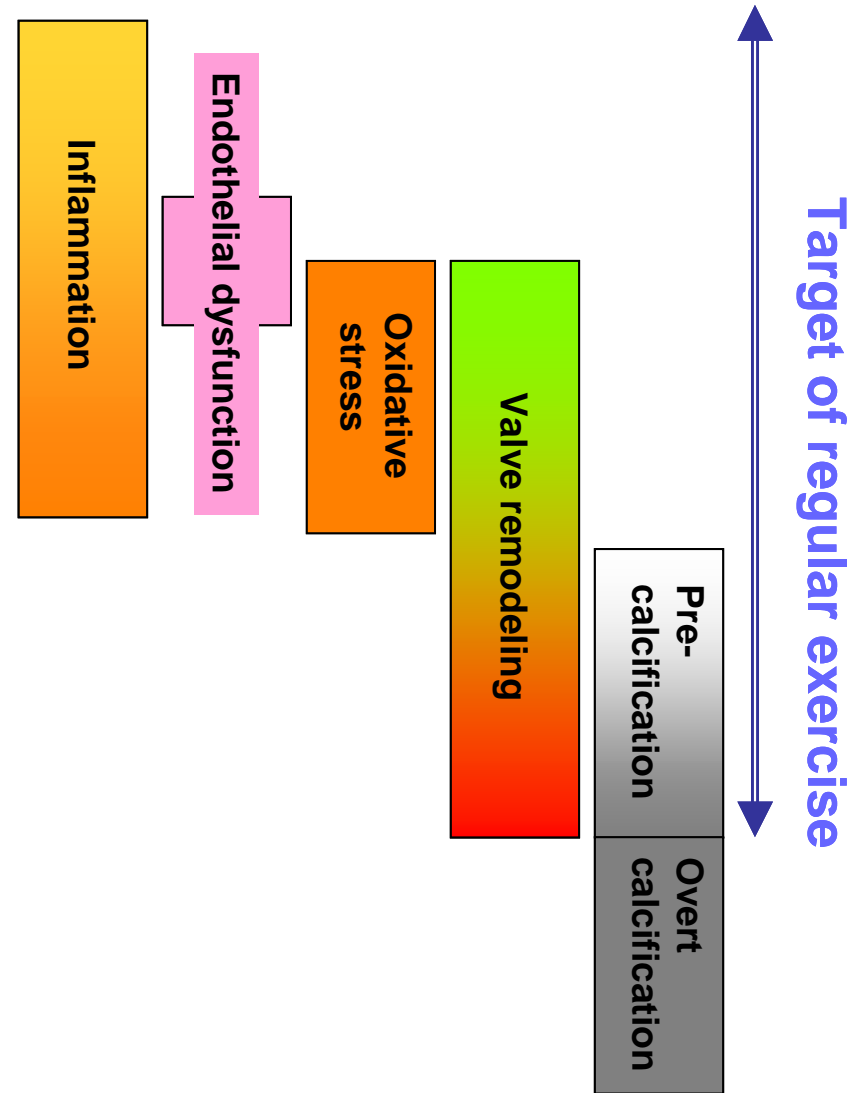 Target of regular exercise
Pre-
calcification
Overt
calcification
Valve remodeling
Oxidative
stress
Endothelial dysfunction
Inflammation